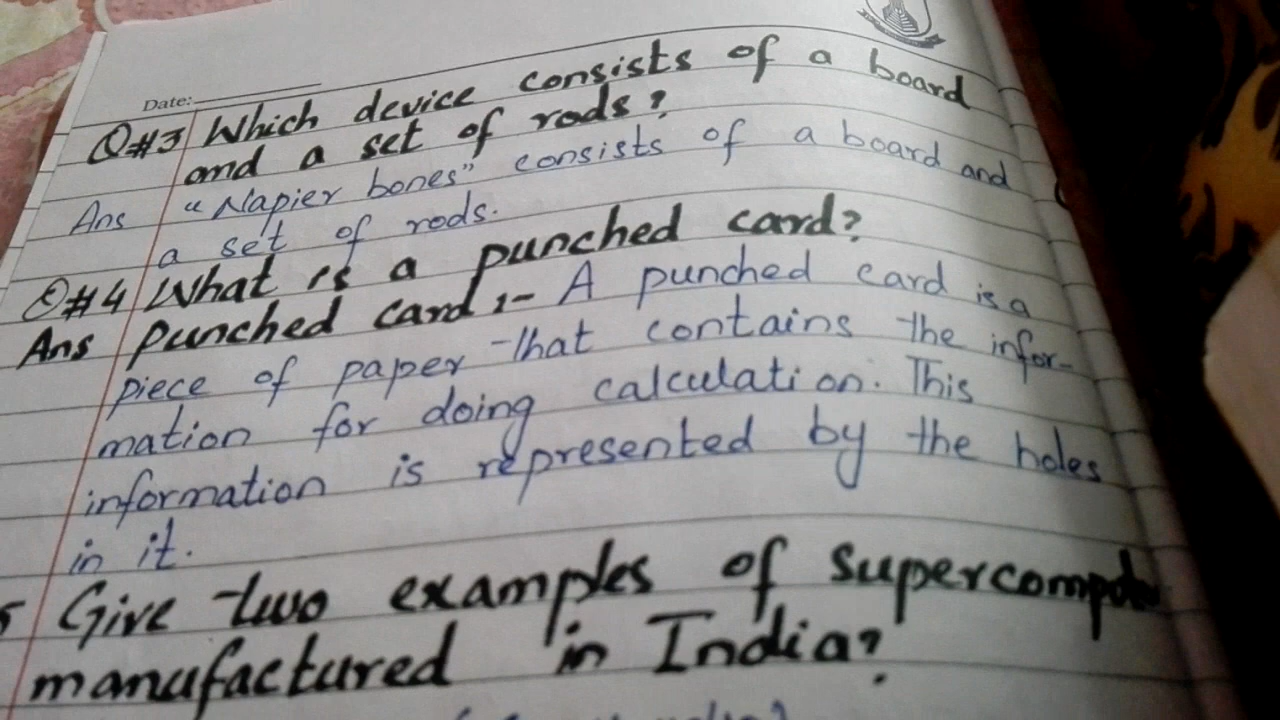 Date:
Q#3 Which device consists of a board
and a set of rods?
Ans "Napier bones" consists of a board and
a set of rods.
Q#4 What is a punched card?
Ans Punched card :- A punched card is a
piece of paper that contains the infor-
mation for doing calculation. This
information is represented by the holes
in it.
5 Give two examples of Supercomputer
manufactured in India?